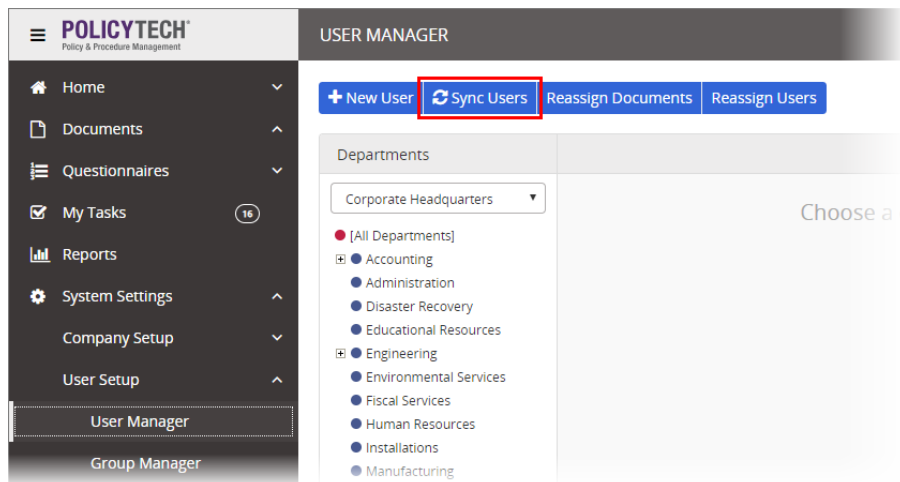 POLICYTECH®
Policy & Procedure Management
USER MANAGER
Home
Documents
Questionnaires
My Tasks 16
Reports
System Settings
Company Setup
User Setup
User Manager
Group Manager
New User Sync Users Reassign Documents Reassign Users
Departments
Corporate Headquarters
[All Departments]
Accounting
Administration
Disaster Recovery
Educational Resources
Engineering
Environmental Services
Fiscal Services
Human Resources
Installations
Manufacturing
Choose a